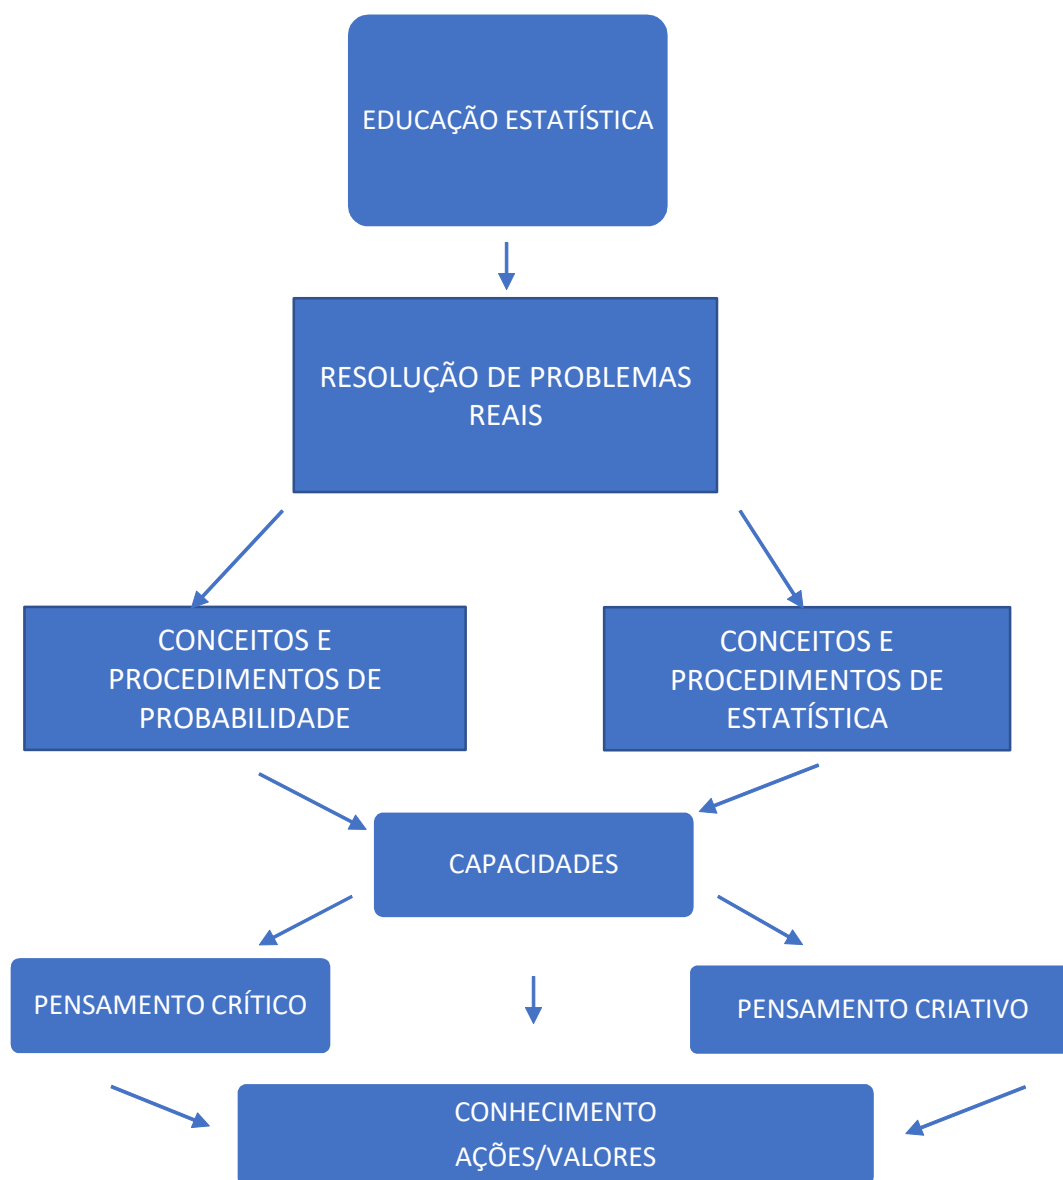 EDUCAÇÃO ESTATÍSTICA
RESOLUÇÃO DE PROBLEMAS
REAIS
CONCEITOS E
PROCEDIMENTOS DE
PROBABILIDADE
CONCEITOS E
PROCEDIMENTOS DE
ESTATÍSTICA
CAPACIDADES
PENSAMENTO CRÍTICO
PENSAMENTO CRIATIVO
CONHECIMENTO
AÇÕES/VALORES